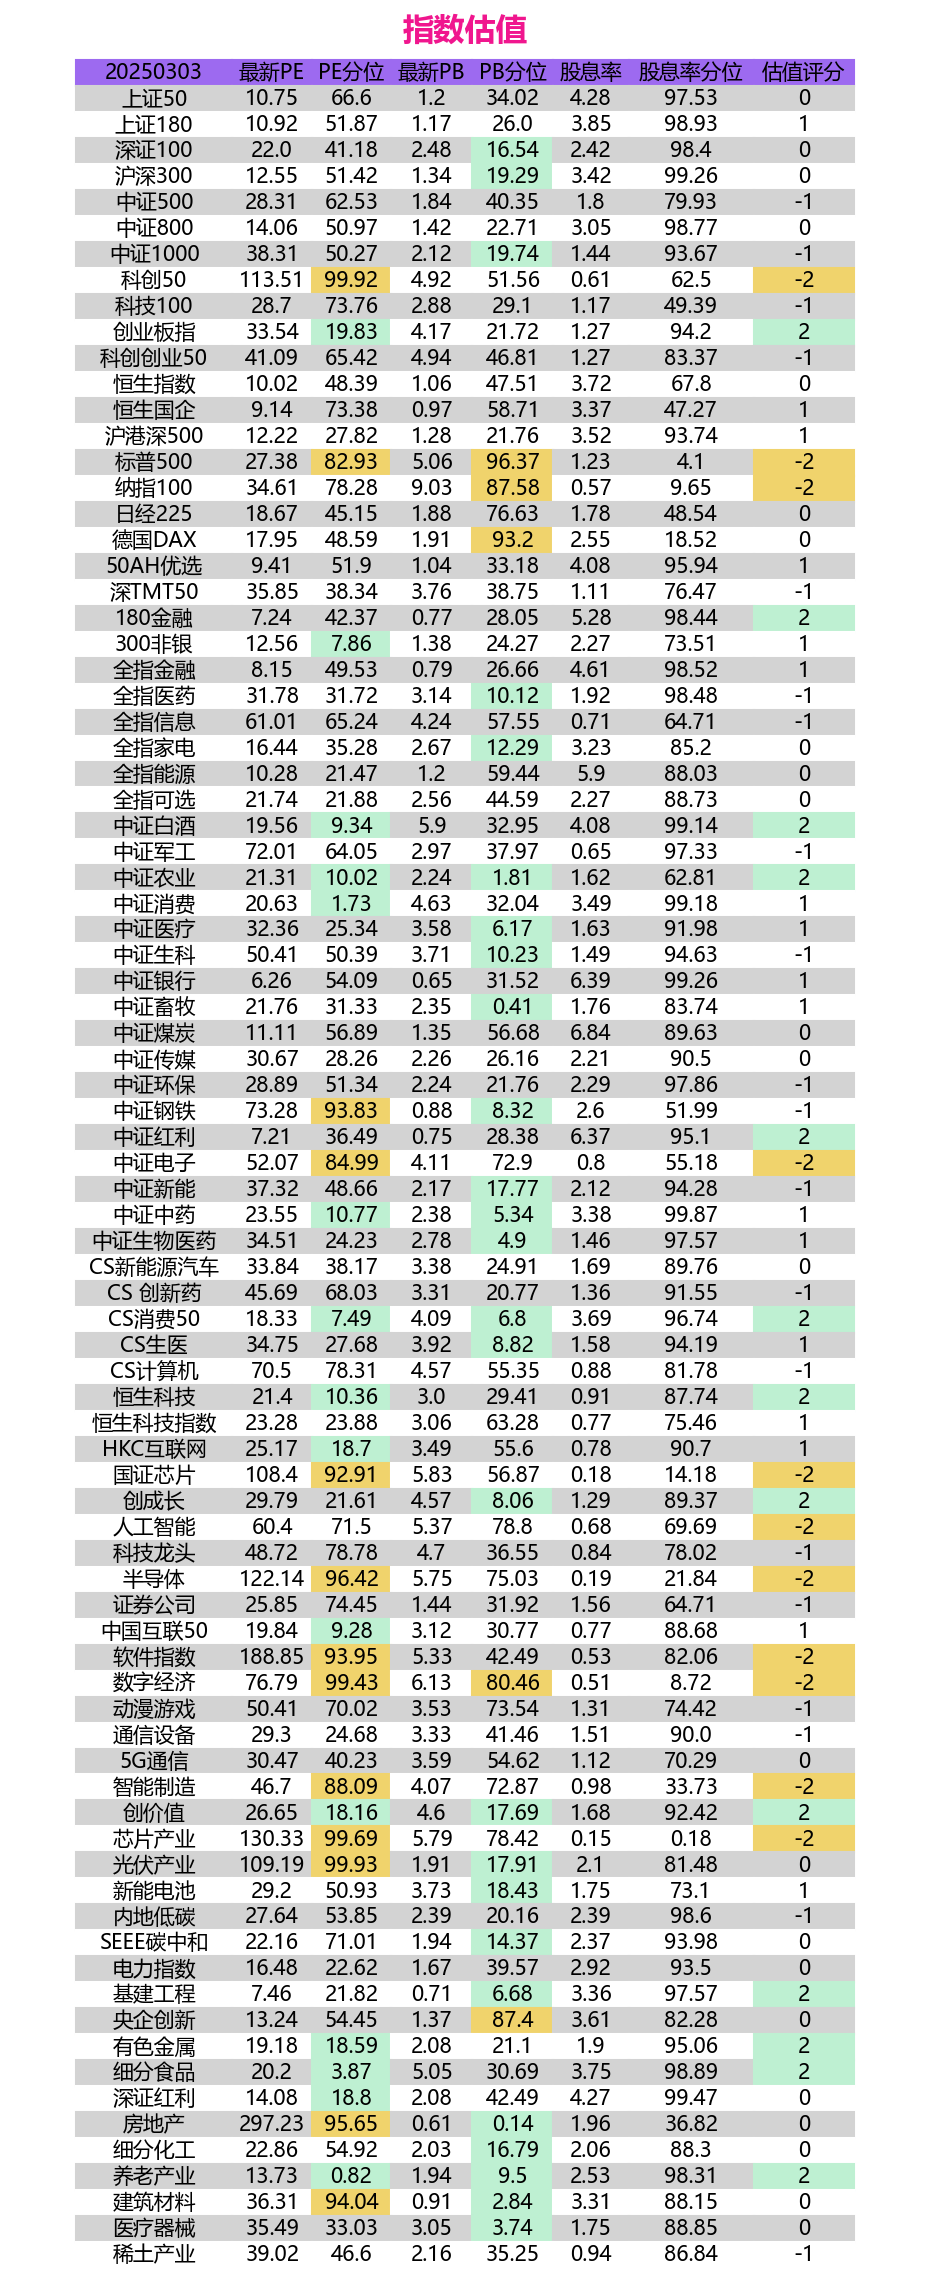 指数估值
20250303 最新PE PE分位 最新PB PB分位 股息率 股息率分位 估值评分
上证50 10.75 66.6 1.2 34.02 4.28 97.53 0
上证180 10.92 51.87 1.17 26.0 3.85 98.93 1
深证100 22.0 41.18 2.48 16.54 2.42 98.4 0
沪深300 12.55 51.42 1.34 19.29 3.42 99.26 0
中证500 28.31 62.53 1.84 40.35 1.8 79.93 -1
中证800 14.06 50.97 1.42 22.71 3.05 98.77 0
中证1000 38.31 50.27 2.12 19.74 1.44 93.67 -1
科创50 113.51 99.92 4.92 51.56 0.61 62.5 -2
科技100 28.7 73.76 2.88 29.1 1.17 49.39 -1
创业板指 33.54 19.83 4.17 21.72 1.27 94.2 2
科创创业50 41.09 65.42 4.94 46.81 1.27 83.37 -1
恒生指数 10.02 48.39 1.06 47.51 3.72 67.8 0
恒生国企 9.14 73.38 0.97 58.71 3.37 47.27 1
沪港深500 12.22 27.82 1.28 21.76 3.52 93.74 1
标普500 27.38 82.93 5.06 96.37 1.23 4.1 -2
纳指100 34.61 78.28 9.03 87.58 0.57 9.65 -2
日经225 18.67 45.15 1.88 76.63 1.78 48.54 0
德国DAX 17.95 48.59 1.91 93.2 2.55 18.52 0
50AH优选 9.41 51.9 1.04 33.18 4.08 95.94 1
深TMT50 35.85 38.34 3.76 38.75 1.11 76.47 -1
180金融 7.24 42.37 0.77 28.05 5.28 98.44 2
300非银 12.56 7.86 1.38 24.27 2.27 73.51 1
全指金融 8.15 49.53 0.79 26.66 4.61 98.52 1
全指医药 31.78 31.72 3.14 10.12 1.92 98.48 -1
全指信息 61.01 65.24 4.24 57.55 0.71 64.71 -1
全指家电 16.44 35.28 2.67 12.29 3.23 85.2 0
全指能源 10.28 21.47 1.2 59.44 5.9 88.03 0
全指可选 21.74 21.88 2.56 44.59 2.27 88.73 0
中证白酒 19.56 9.34 5.9 32.95 4.08 99.14 2
中证军工 72.01 64.05 2.97 37.97 0.65 97.33 -1
中证农业 21.31 10.02 2.24 1.81 1.62 62.81 2
中证消费 20.63 1.73 4.63 32.04 3.49 99.18 1
中证医疗 32.36 25.34 3.58 6.17 1.63 91.98 1
中证生科 50.41 50.39 3.71 10.23 1.49 94.63 -1
中证银行 6.26 54.09 0.65 31.52 6.39 99.26 1
中证畜牧 21.76 31.33 2.35 0.41 1.76 83.74 1
中证煤炭 11.11 56.89 1.35 56.68 6.84 89.63 0
中证传媒 30.67 28.26 2.26 26.16 2.21 90.5 0
中证环保 28.89 51.34 2.24 21.76 2.29 97.86 -1
中证钢铁 73.28 93.83 0.88 8.32 2.6 51.99 -1
中证红利 7.21 36.49 0.75 28.38 6.37 95.1 2
中证电子 52.07 84.99 4.11 72.9 0.8 55.18 -2
中证新能 37.32 48.66 2.17 17.77 2.12 94.28 -1
中证中药 23.55 10.77 2.38 5.34 3.38 99.87 1
中证生物医药 34.51 24.23 2.78 4.9 1.46 97.57 1
CS新能源汽车 33.84 38.17 3.38 24.91 1.69 89.76 0
CS 创新药 45.69 68.03 3.31 20.77 1.36 91.55 -1
CS消费50 18.33 7.49 4.09 6.8 3.69 96.74 2
CS生医 34.75 27.68 3.92 8.82 1.58 94.19 1
CS计算机 70.5 78.31 4.57 55.35 0.88 81.78 -1
恒生科技 21.4 10.36 3.0 29.41 0.91 87.74 2
恒生科技指数 23.28 23.88 3.06 63.28 0.77 75.46 1
HKC互联网 25.17 18.7 3.49 55.6 0.78 90.7 1
国证芯片 108.4 92.91 5.83 56.87 0.18 14.18 -2
创成长 29.79 21.61 4.57 8.06 1.29 89.37 2
人工智能 60.4 71.5 5.37 78.8 0.68 69.69 -2
科技龙头 48.72 78.78 4.7 36.55 0.84 78.02 -1
半导体 122.14 96.42 5.75 75.03 0.19 21.84 -2
证券公司 25.85 74.45 1.44 31.92 1.56 64.71 -1
中国互联50 19.84 9.28 3.12 30.77 0.77 88.68 1
软件指数 188.85 93.95 5.33 42.49 0.53 82.06 -2
数字经济 76.79 99.43 6.13 80.46 0.51 8.72 -2
动漫游戏 50.41 70.02 3.53 73.54 1.31 74.42 -1
通信设备 29.3 24.68 3.33 41.46 1.51 90.0 -1
5G通信 30.47 40.23 3.59 54.62 1.12 70.29 0
智能制造 46.7 88.09 4.07 72.87 0.98 33.73 -2
创价值 26.65 18.16 4.6 17.69 1.68 92.42 2
芯片产业 130.33 99.69 5.79 78.42 0.15 0.18 -2
光伏产业 109.19 99.93 1.91 17.91 2.1 81.48 0
新能电池 29.2 50.93 3.73 18.43 1.75 73.1 1
内地低碳 27.64 53.85 2.39 20.16 2.39 98.6 -1
SEEE碳中和 22.16 71.01 1.94 14.37 2.37 93.98 0
电力指数 16.48 22.62 1.67 39.57 2.92 93.5 0
基建工程 7.46 21.82 0.71 6.68 3.36 97.57 2
央企创新 13.24 54.45 1.37 87.4 3.61 82.28 0
有色金属 19.18 18.59 2.08 21.1 1.9 95.06 2
细分食品 20.2 3.87 5.05 30.69 3.75 98.89 2
深证红利 14.08 18.8 2.08 42.49 4.27 99.47 0
房地产 297.23 95.65 0.61 0.14 1.96 36.82 0
细分化工 22.86 54.92 2.03 16.79 2.06 88.3 0
养老产业 13.73 0.82 1.94 9.5 2.53 98.31 2
建筑材料 36.31 94.04 0.91 2.84 3.31 88.15 0
医疗器械 35.49 33.03 3.05 3.74 1.75 88.85 0
稀土产业 39.02 46.6 2.16 35.25 0.94 86.84 -1